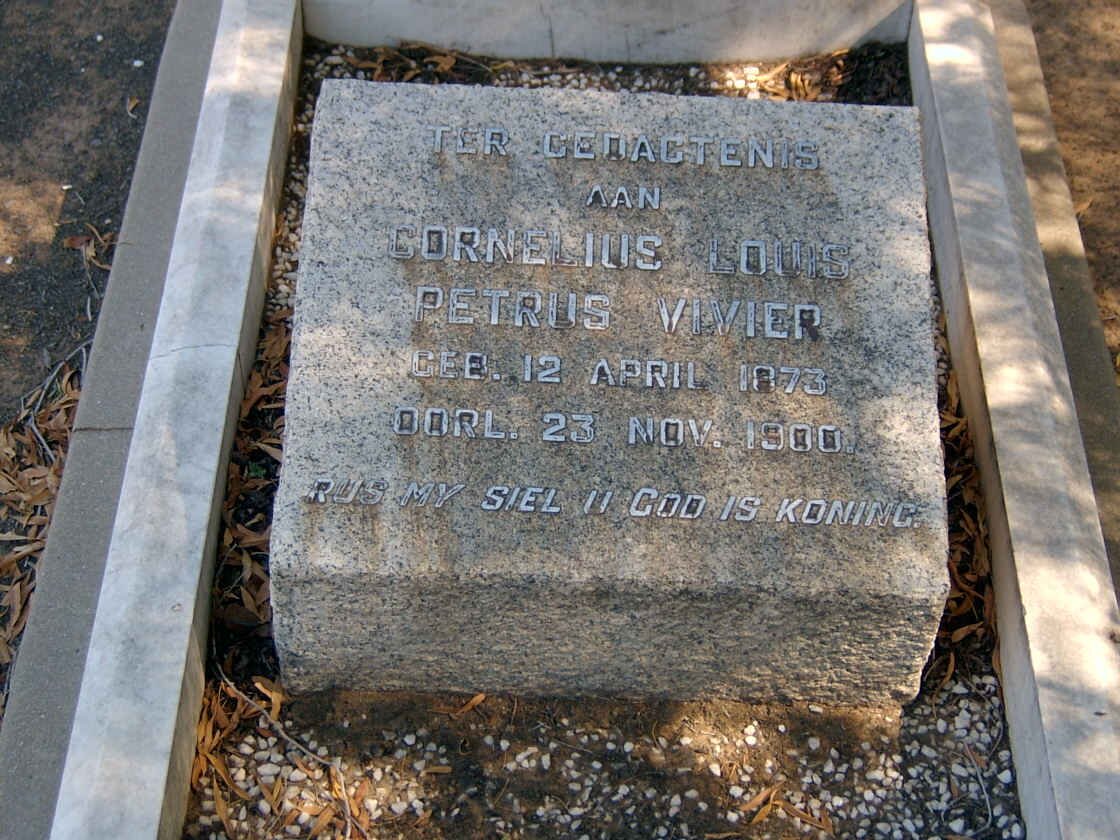 TER GEDACTENIS
AAN
CORNELIUS LOUIS
PETRUS VIVIER
GEB. 12 APRIL 1873
OORL. 23 NOV. 1900.
RUS MY SIEL U GOD IS KONING.